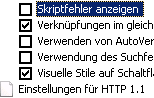 Skriptfehler anzeigen
Verknüpfungen im gleich
Verwenden von AutoVer
Verwendung des Suchfe
Visuelle Stile auf Schaltfl
Einstellungen für HTTP 1.1